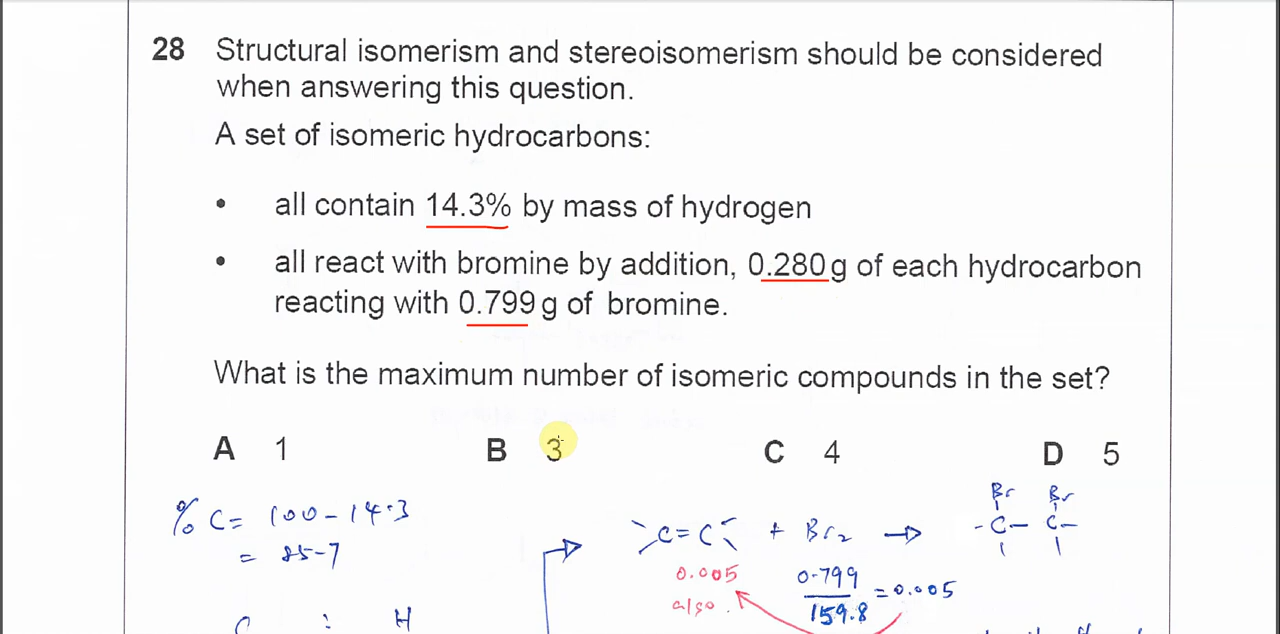 28 Structural isomerism and stereoisomerism should be considered
when answering this question.
A set of isomeric hydrocarbons:
• all contain 14.3% by mass of hydrogen
• all react with bromine by addition, 0.280 g of each hydrocarbon
reacting with 0.799 g of bromine.
What is the maximum number of isomeric compounds in the set?
A 1 B 3 C 4 D 5
Br Br
% C = 100 - 14.3
= 85-7
>C=C< + Br2 → -C-C-
0.005 0.799
159.8 = 0.005
also.
C : H